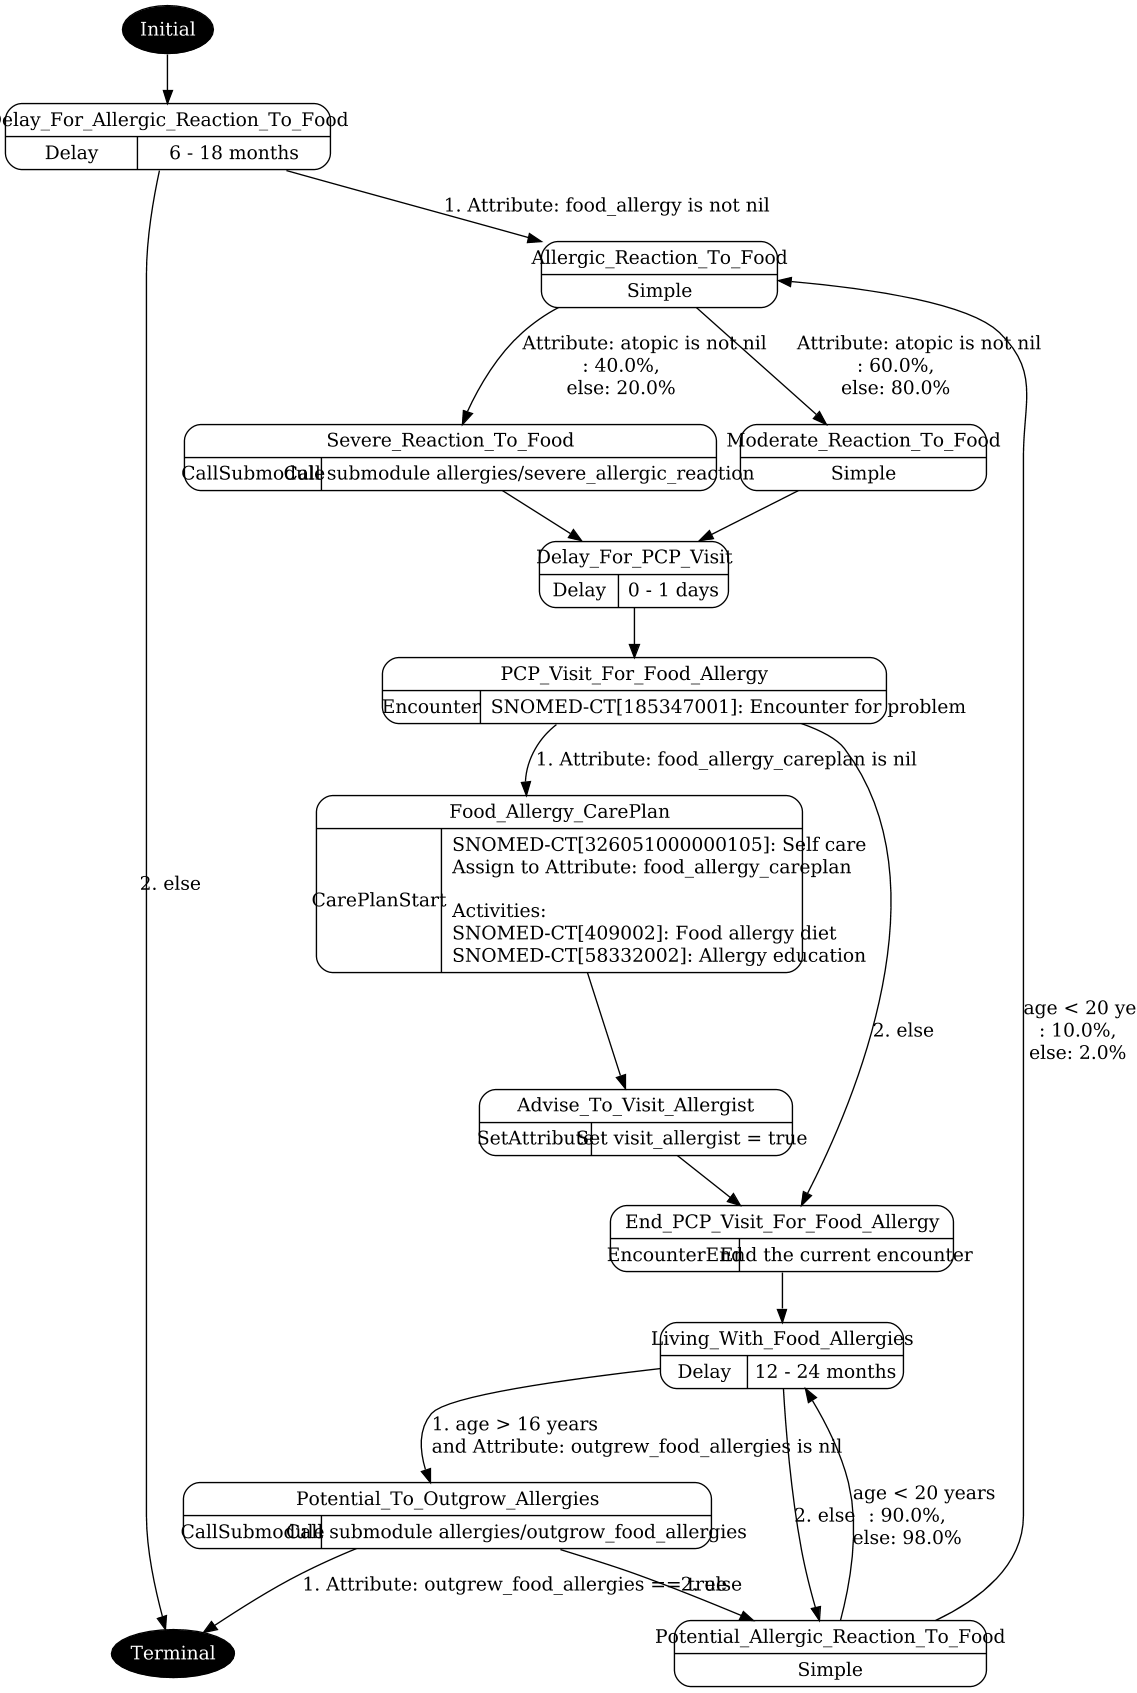 Initial
Delay_For_Allergic_Reaction_To_Food
Delay
6 - 18 months
1. Attribute: food_allergy is not nil
Allergic_Reaction_To_Food
Simple
Attribute: atopic is not nil
: 40.0%,
else: 20.0%
Attribute: atopic is not nil
: 60.0%,
else: 80.0%
Severe_Reaction_To_Food
CallSubmodule
Call submodule allergies/severe_allergic_reaction
Moderate_Reaction_To_Food
Simple
Delay_For_PCP_Visit
Delay
0 - 1 days
PCP_Visit_For_Food_Allergy
Encounter
SNOMED-CT[185347001]: Encounter for problem
1. Attribute: food_allergy_careplan is nil
Food_Allergy_CarePlan
CarePlanStart
SNOMED-CT[326051000000105]: Self care
Assign to Attribute: food_allergy_careplan
Activities:
SNOMED-CT[409002]: Food allergy diet
SNOMED-CT[58332002]: Allergy education
2. else
2. else
age < 20 ye
: 10.0%,
else: 2.0%
Advise_To_Visit_Allergist
SetAttribute
Set visit_allergist = true
End_PCP_Visit_For_Food_Allergy
EncounterEnd
End the current encounter
Living_With_Food_Allergies
Delay
12 - 24 months
1. age > 16 years
and Attribute: outgrew_food_allergies is nil
Potential_To_Outgrow_Allergies
CallSubmodule
Call submodule allergies/outgrow_food_allergies
2. else
age < 20 years
: 90.0%,
else: 98.0%
1. Attribute: outgrew_food_allergies == true
2. else
Terminal
Potential_Allergic_Reaction_To_Food
Simple